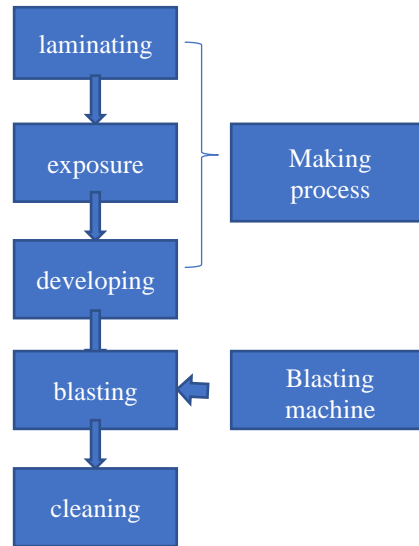 laminating
exposure
Making
process
developing
blasting
Blasting
machine
cleaning